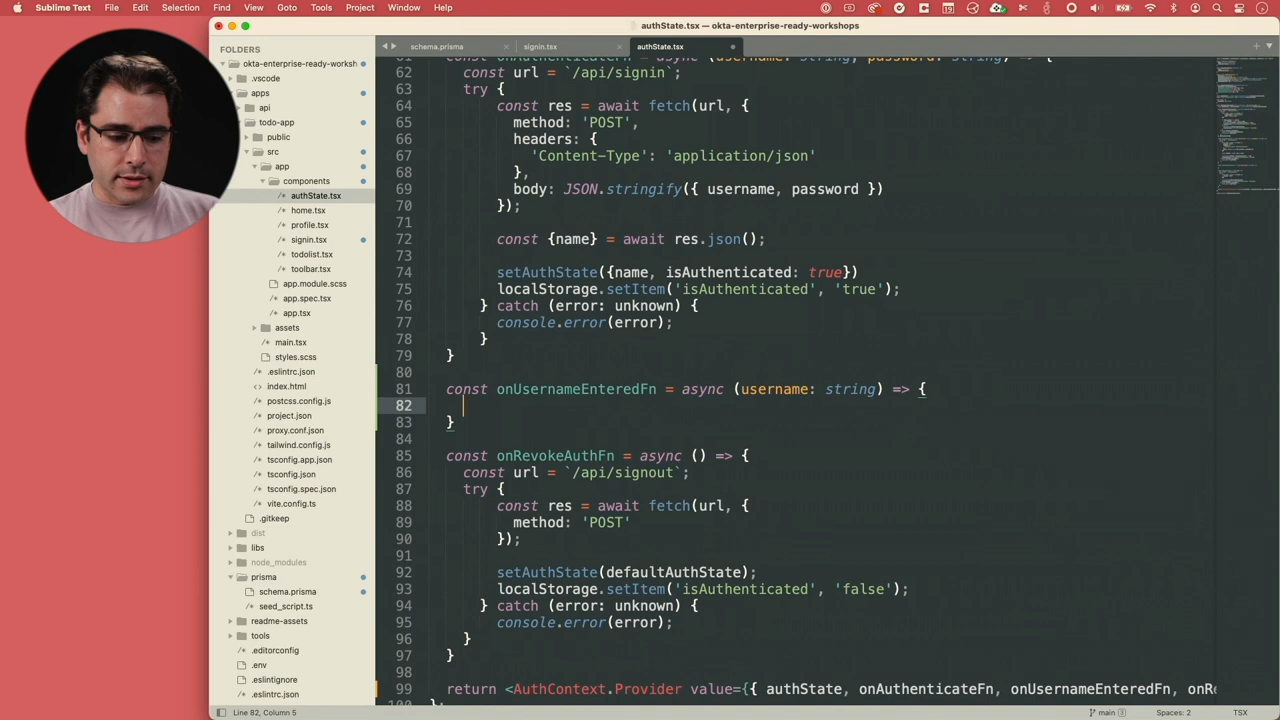 Sublime Text File Edit Selection Find View Goto Tools Project Window Help
authState.tsx — okta-enterprise-ready-workshops
FOLDERS
okta-enterprise-ready-worksh
.vscode
apps
api
todo-app
public
src
app
components
authState.tsx
home.tsx
profile.tsx
signin.tsx
todolist.tsx
toolbar.tsx
app.module.scss
app.spec.tsx
app.tsx
assets
main.tsx
styles.scss
.eslintrc.json
index.html
postcss.config.js
project.json
proxy.conf.json
tailwind.config.js
tsconfig.app.json
tsconfig.json
tsconfig.spec.json
vite.config.ts
.gitkeep
dist
libs
node_modules
prisma
schema.prisma
seed_script.ts
readme-assets
tools
.editorconfig
.env
.eslintignore
.eslintrc.json
schema.prisma signin.tsx authState.tsx
61 const onAuthenticateFn = async (username: string, password: string) => {
62 const url = `/api/signin`;
63 try {
64 const res = await fetch(url, {
65 method: 'POST',
66 headers: {
67 'Content-Type': 'application/json'
68 },
69 body: JSON.stringify({ username, password })
70 });
71
72 const {name} = await res.json();
73
74 setAuthState({name, isAuthenticated: true})
75 localStorage.setItem('isAuthenticated', 'true');
76 } catch (error: unknown) {
77 console.error(error);
78 }
79 }
80
81 const onUsernameEnteredFn = async (username: string) => {
82
83 }
84
85 const onRevokeAuthFn = async () => {
86 const url = `/api/signout`;
87 try {
88 const res = await fetch(url, {
89 method: 'POST'
90 });
91
92 setAuthState(defaultAuthState);
93 localStorage.setItem('isAuthenticated', 'false');
94 } catch (error: unknown) {
95 console.error(error);
96 }
97 }
98
99 return <AuthContext.Provider value={{ authState, onAuthenticateFn, onUsernameEnteredFn, onRe
100 };
Line 82, Column 5 main 3 Spaces: 2 TSX